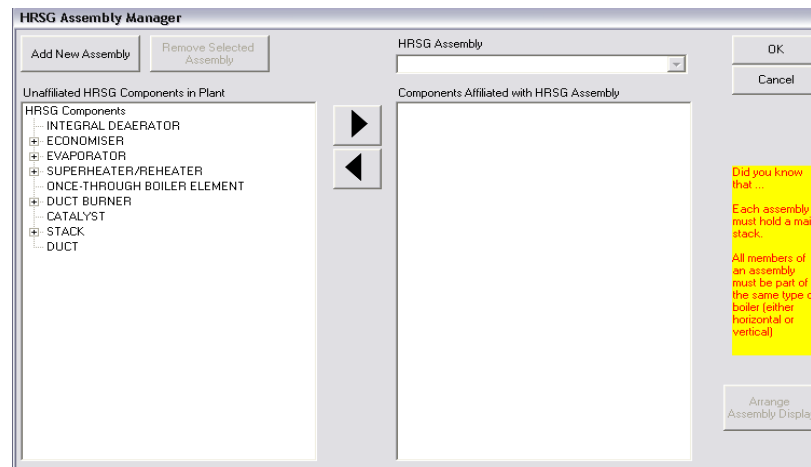 HRSG Assembly Manager
Add New Assembly
Remove Selected
Assembly
HRSG Assembly
OK
Cancel
Unaffiliated HRSG Components in Plant
Components Affiliated with HRSG Assembly
HRSG Components
INTEGRAL DEAERATOR
ECONOMISER
EVAPORATOR
SUPERHEATER/REHEATER
ONCE-THROUGH BOILER ELEMENT
DUCT BURNER
CATALYST
STACK
DUCT
Did you know
that ...
Each assembly
must hold a mai
stack.
All members of
an assembly
must be part of
the same type o
boiler (either
horizontal or
vertical)
Arrange
Assembly Displa